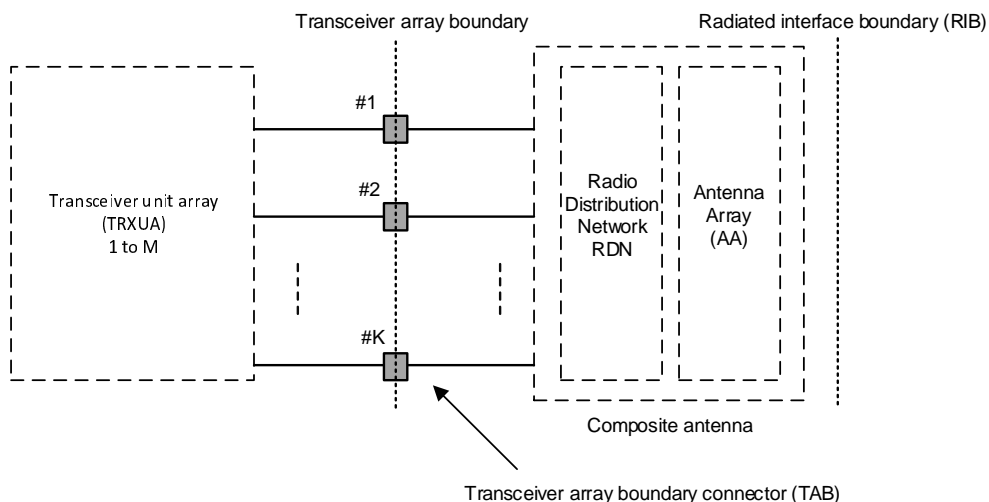 Transceiver array boundary
Radiated interface boundary (RIB)
#1
#2
#K
Transceiver unit array
(TRXUA)
1 to M
Radio
Distribution
Network
RDN
Antenna
Array
(AA)
Composite antenna
Transceiver array boundary connector (TAB)